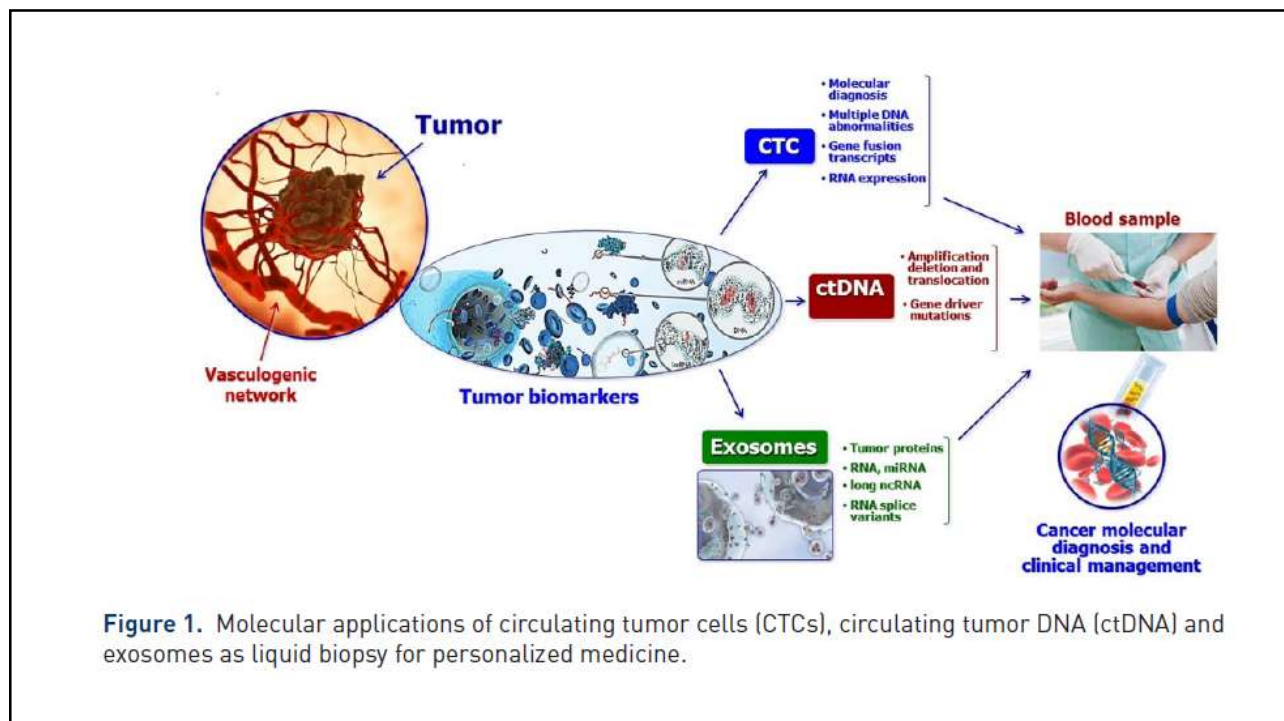 Tumor
Vasculogenic
network
Tumor biomarkers
miRNA
DNA
CTC
• Molecular
diagnosis
• Multiple DNA
abnormalities
• Gene fusion
transcripts
• RNA expression
ctDNA
• Amplification
deletion and
translocation
• Gene driver
mutations
Exosomes
• Tumor proteins
• RNA, miRNA
• long ncRNA
• RNA splice
variants
Blood sample
Cancer molecular
diagnosis and
clinical management
Figure 1. Molecular applications of circulating tumor cells (CTCs), circulating tumor DNA (ctDNA) and
exosomes as liquid biopsy for personalized medicine.